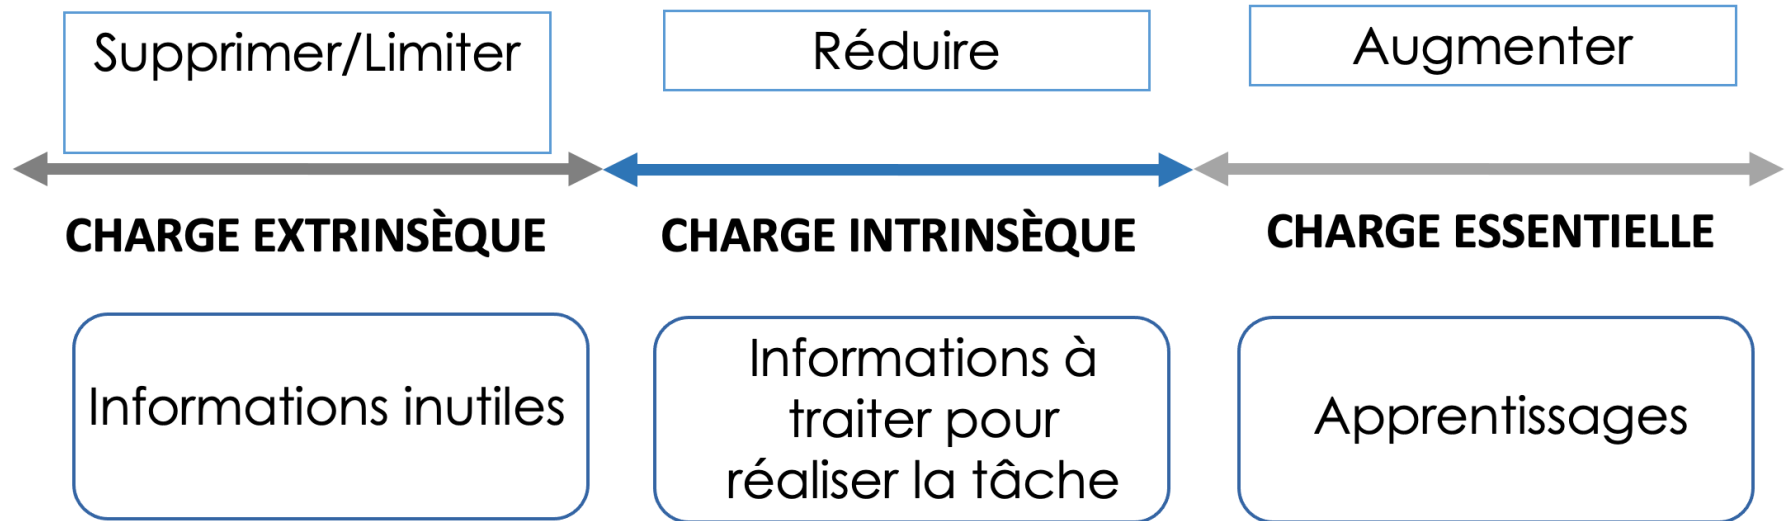 Supprimer/Limiter
Réduire
Augmenter
CHARGE EXTRINSÈQUE
CHARGE INTRINSÈQUE
CHARGE ESSENTIELLE
Informations inutiles
Informations à
traiter pour
réaliser la tâche
Apprentissages